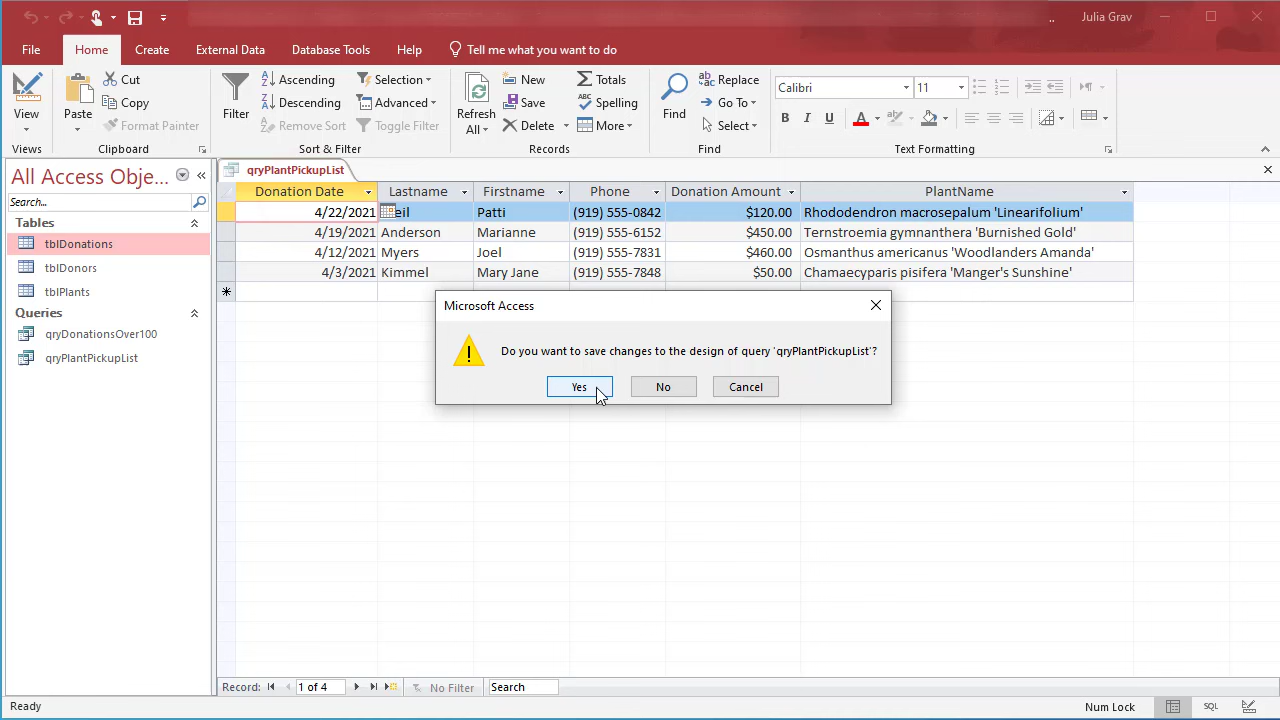 .. Julia Grav
File Home Create External Data Database Tools Help Tell me what you want to do
View Paste Cut Copy Format Painter
Filter Ascending Descending Remove Sort Selection Advanced Toggle Filter
Refresh All New Save Delete Totals Spelling More
Find Replace Go To Select
Calibri 11
B I U A
Views Clipboard Sort & Filter Records Find Text Formatting
All Access Obje... qryPlantPickupList
Search...
Tables
tblDonations
tblDonors
tblPlants
Queries
qryDonationsOver100
qryPlantPickupList
Donation Date Lastname Firstname Phone Donation Amount PlantName
4/22/2021 eil Patti (919) 555-0842 $120.00 Rhododendron microsepalum 'Linearifolium'
4/19/2021 Anderson Marianne (919) 555-6152 $450.00 Ternstroemia gymnanthera 'Burnished Gold'
4/12/2021 Myers Joel (919) 555-7831 $460.00 Osmanthus americanus 'Woodlanders Amanda'
4/3/2021 Kimmel Mary Jane (919) 555-7848 $50.00 Chamaecyparis pisifera 'Manger's Sunshine'
Microsoft Access
Do you want to save changes to the design of query 'qryPlantPickupList'?
Yes No Cancel
Record: 1 of 4 No Filter Search
Ready Num Lock SQL